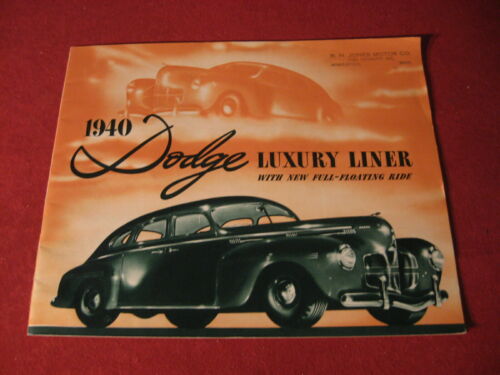 R. H. JONES MOTOR CO.
1940 Dodge LUXURY LINER
WITH NEW FULL-FLOATING RIDE